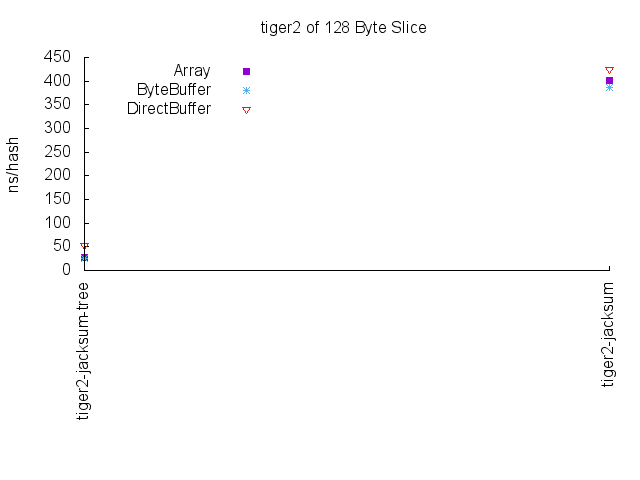 tiger2 of 128 Byte Slice
450
400
350
300
250
200
150
100
50
0
ns/hash
Array
ByteBuffer
DirectBuffer
tiger2-jacksum-tree
tiger2-jacksum